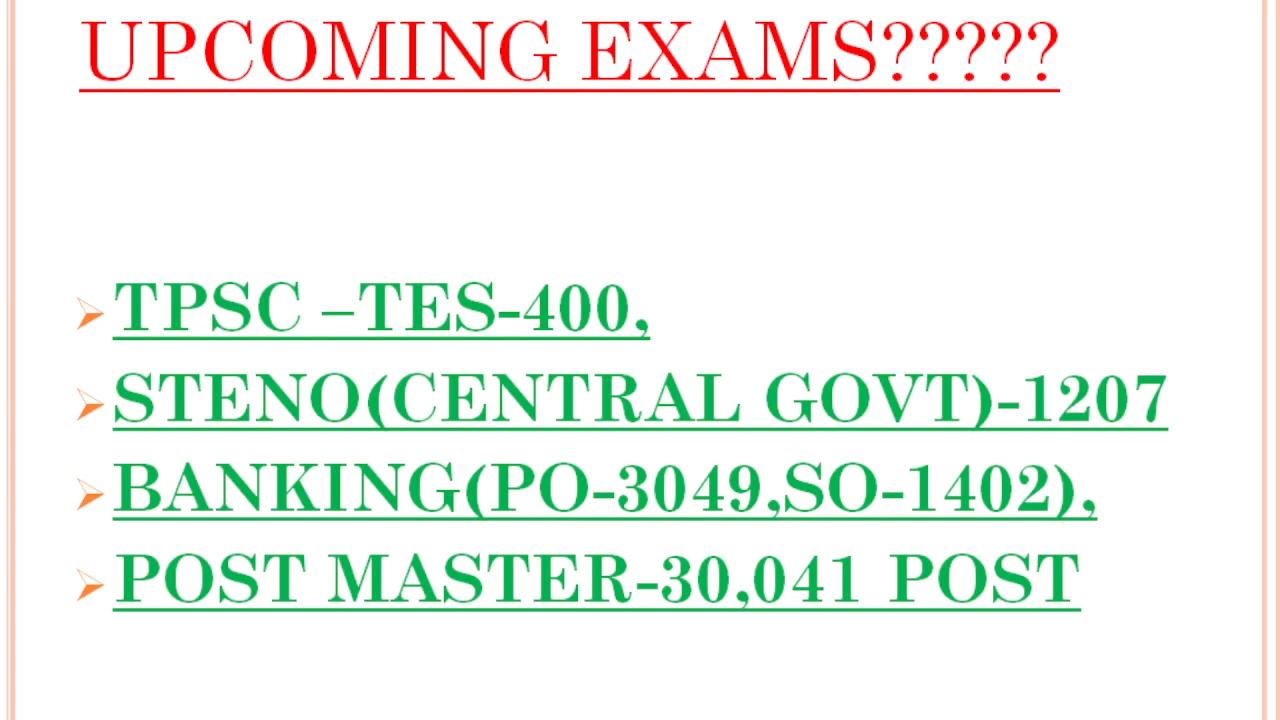 UPCOMING EXAMS?????
TPSC –TES-400,
STENO(CENTRAL GOVT)-1207
BANKING(PO-3049,SO-1402),
POST MASTER-30,041 POST